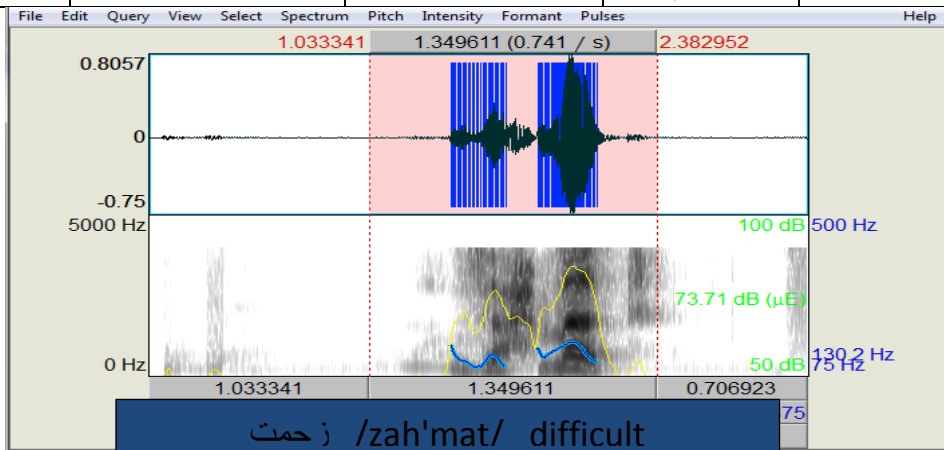 File Edit Query View Select Spectrum Pitch Intensity Formant Pulses Help
1.033341 1.349611 (0.741 / s) 2.382952
0.8057
0
-0.75
5000 Hz 100 dB 500 Hz
73.71 dB (µE)
130.2 Hz
0 Hz 50 dB 75 Hz
1.033341 1.349611 0.706923
75
زحمت /zah'mat/ difficult